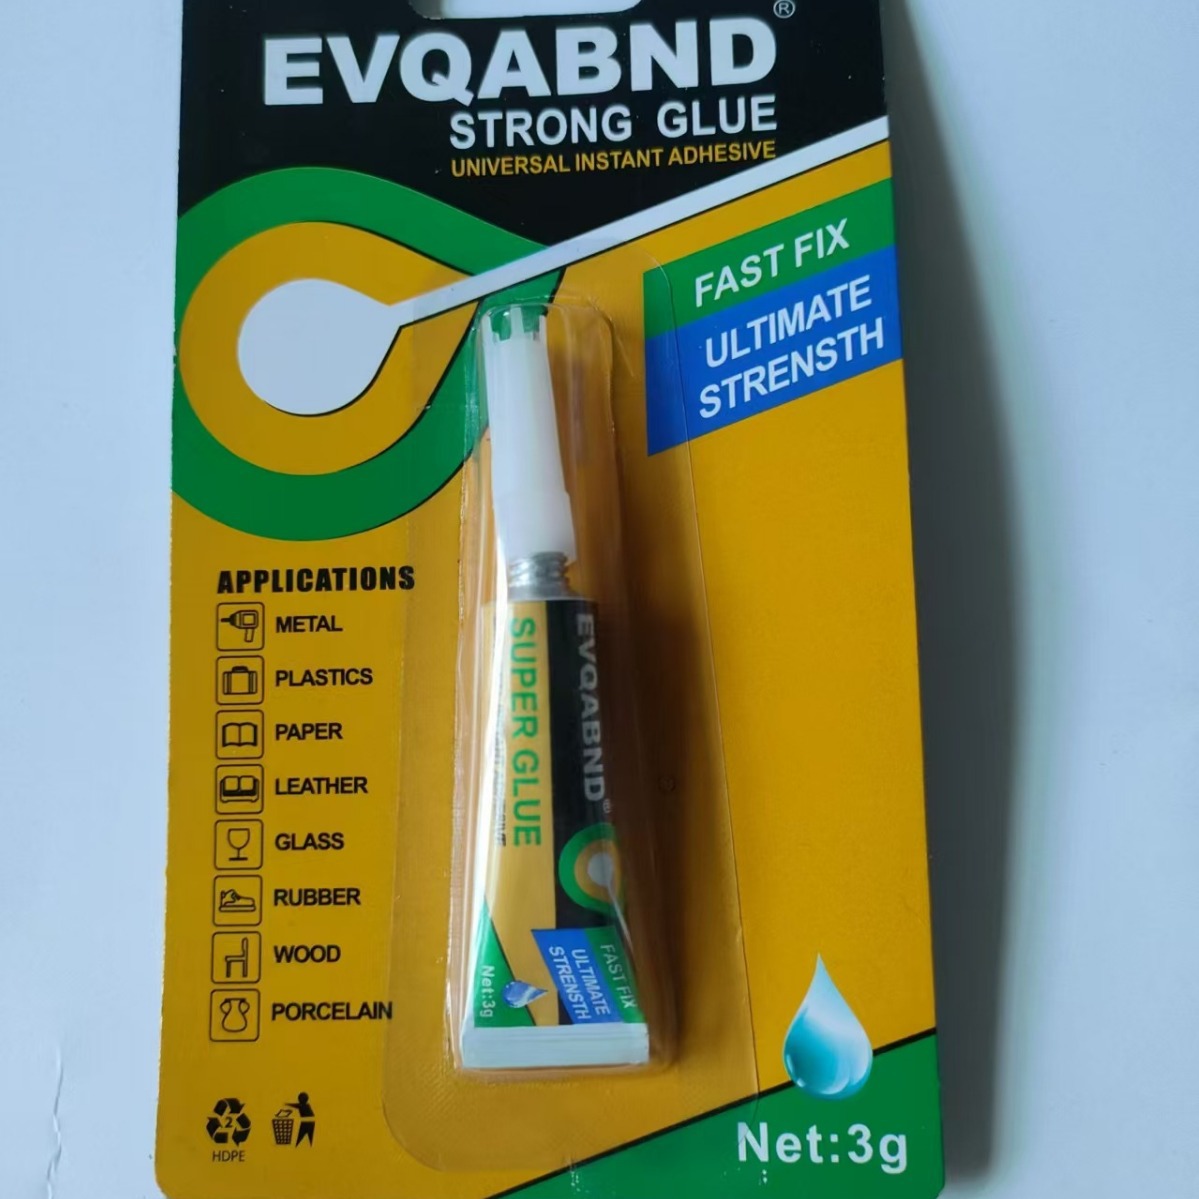 EVQABND®
STRONG GLUE
UNIVERSAL INSTANT ADHESIVE
FAST FIX
ULTIMATE
STRENSTH
APPLICATIONS
METAL
PLASTICS
PAPER
LEATHER
GLASS
RUBBER
WOOD
PORCELAIN
EVQABND®
SUPER GLUE
FAST FIX
ULTIMATE
STRENSTH
Net:3g
2
HDPE
Net:3g